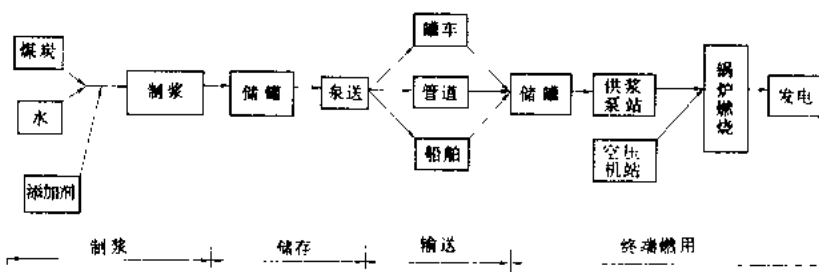 煤炭
水
添加剂
制浆
储罐
泵送
罐车
管道
船舶
储罐
供浆
泵站
空压
机站
锅炉燃烧
发电
制浆
储存
输送
终端燃用